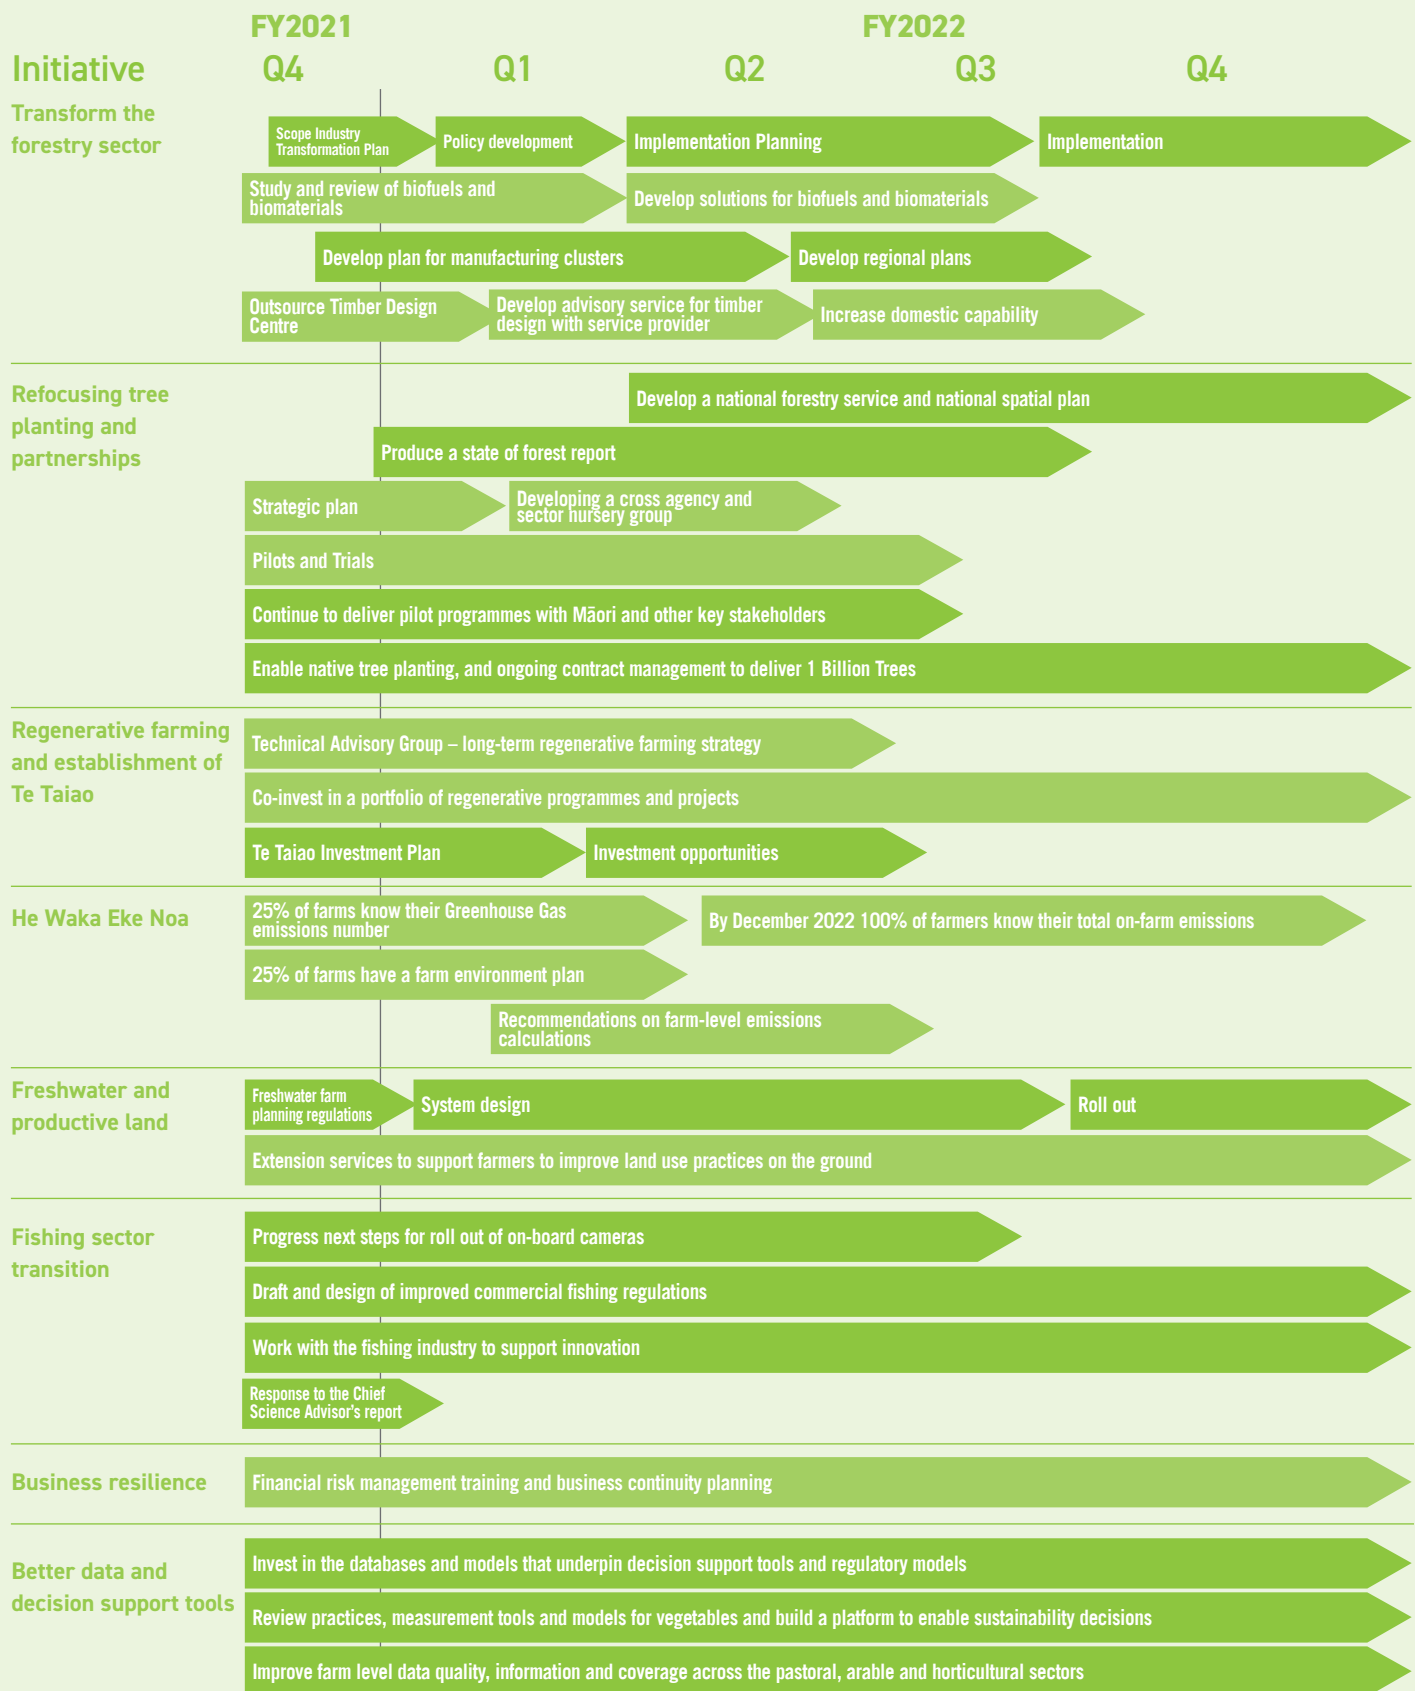 FY2021
FY2022
Initiative
Q4
Q1
Q2
Q3
Q4
Transform the
forestry sector
Scope Industry
Transformation Plan
Policy development
Implementation Planning
Implementation
Study and review of biofuels and
biomaterials
Develop solutions for biofuels and biomaterials
Develop plan for manufacturing clusters
Develop regional plans
Outsource Timber Design
Centre
Develop advisory service for timber
design with service provider
Increase domestic capability
Refocusing tree
planting and
partnerships
Develop a national forestry service and national spatial plan
Produce a state of forest report
Strategic plan
Developing a cross agency and
sector nursery group
Pilots and Trials
Continue to deliver pilot programmes with Māori and other key stakeholders
Enable native tree planting, and ongoing contract management to deliver 1 Billion Trees
Regenerative farming
and establishment of
Te Taiao
Technical Advisory Group – long-term regenerative farming strategy
Co-invest in a portfolio of regenerative programmes and projects
Te Taiao Investment Plan
Investment opportunities
He Waka Eke Noa
25% of farms know their Greenhouse Gas
emissions number
By December 2022 100% of farmers know their total on-farm emissions
25% of farms have a farm environment plan
Recommendations on farm-level emissions
calculations
Freshwater and
productive land
Freshwater farm
planning regulations
System design
Roll out
Extension services to support farmers to improve land use practices on the ground
Fishing sector
transition
Progress next steps for roll out of on-board cameras
Draft and design of improved commercial fishing regulations
Work with the fishing industry to support innovation
Response to the Chief
Science Advisor's report
Business resilience
Financial risk management training and business continuity planning
Better data and
decision support tools
Invest in the databases and models that underpin decision support tools and regulatory models
Review practices, measurement tools and models for vegetables and build a platform to enable sustainability decisions
Improve farm level data quality, information and coverage across the pastoral, arable and horticultural sectors